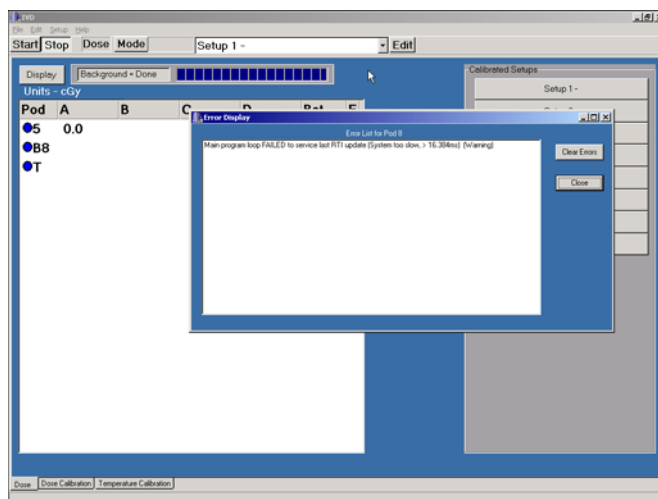 IVD
File Edit Setup Help
Start Stop Dose Mode Setup 1 - Edit
Display Background - Done
Calibrated Setups
Units - cGy
Setup 1 -
Pod A B C
5 0.0
B8
T
Error Display
Error List for Pod 8
Main program loop FAILED to service last RTI update (System too slow, > 16.384ms) (Warning)
Clear Errors
Close
Dose Dose Calibration Temperature Calibration